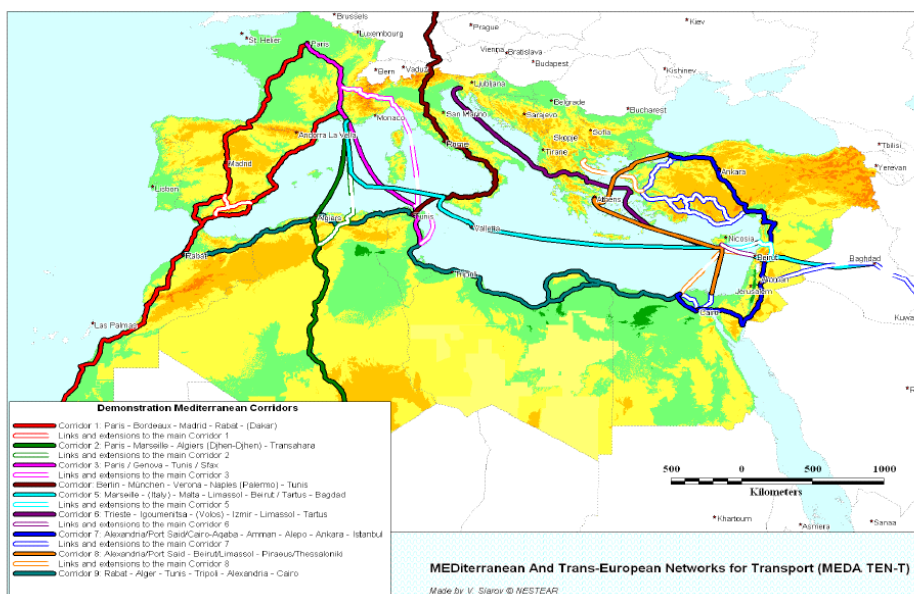 Brussels
Kiev
Prague
St. Helier
Luxembourg
Paris
Vienna
Bratislava
Budapest
Kishinev
Bern
Vaduz
Ljubljana
Monaco
San Marino
Belgrade
Bucharest
Sarajevo
Andorra La Vella
Sofia
Skopje
Tirane
Tbilisi
Yerevan
Rome
Madrid
Ankara
Lisbon
Athens
Algiers
Tunis
Valletta
Nicosia
Rabat
Beirut
Baghdad
Tripoli
Amman
Jerusalem
Cairo
Kuwa
Las Palmas
R
Demonstration Mediterranean Corridors
Corridor 1: Paris - Bordeaux - Madrid - Rabat - (Dakar)
Links and extensions to the main Corridor 1
Corridor 2: Paris - Marseille - Algiers (Djhen-Djhen) - Transahara
Links and extensions to the main Corridor 2
Corridor 3: Paris / Genova - Tunis / Sfax
Links and extensions to the main Corridor 3
Corridor: Berlin - München - Verona - Naples (Palermo) - Tunis
Corridor 5: Marseille - (Italy) - Malta - Limassol - Beirut / Tartus - Bagdad
Links and extensions to the main Corridor 5
Corridor 6: Trieste - Igoumenitsa - (Volos) - Izmir - Limassol - Tartus
Links and extensions to the main Corridor 6
Corridor 7: Alexandria/Port Said/Cairo-Aqaba - Amman - Alepo - Ankara - Istanbul
Links and extensions to the main Corridor 7
Corridor 8: Alexandria/Port Said - Beirut/Limassol - Piraeus/Thessaloniki
Links and extensions to the main Corridor 8
Corridor 9: Rabat - Alger - Tunis - Tripoli - Alexandria - Cairo
500 0 500 1000
Kilometers
Khartoum
Asmera
Sanaa
MEDiterranean And Trans-European Networks for Transport (MEDA TEN-T)
Made by V. Siarov © NESTEAR